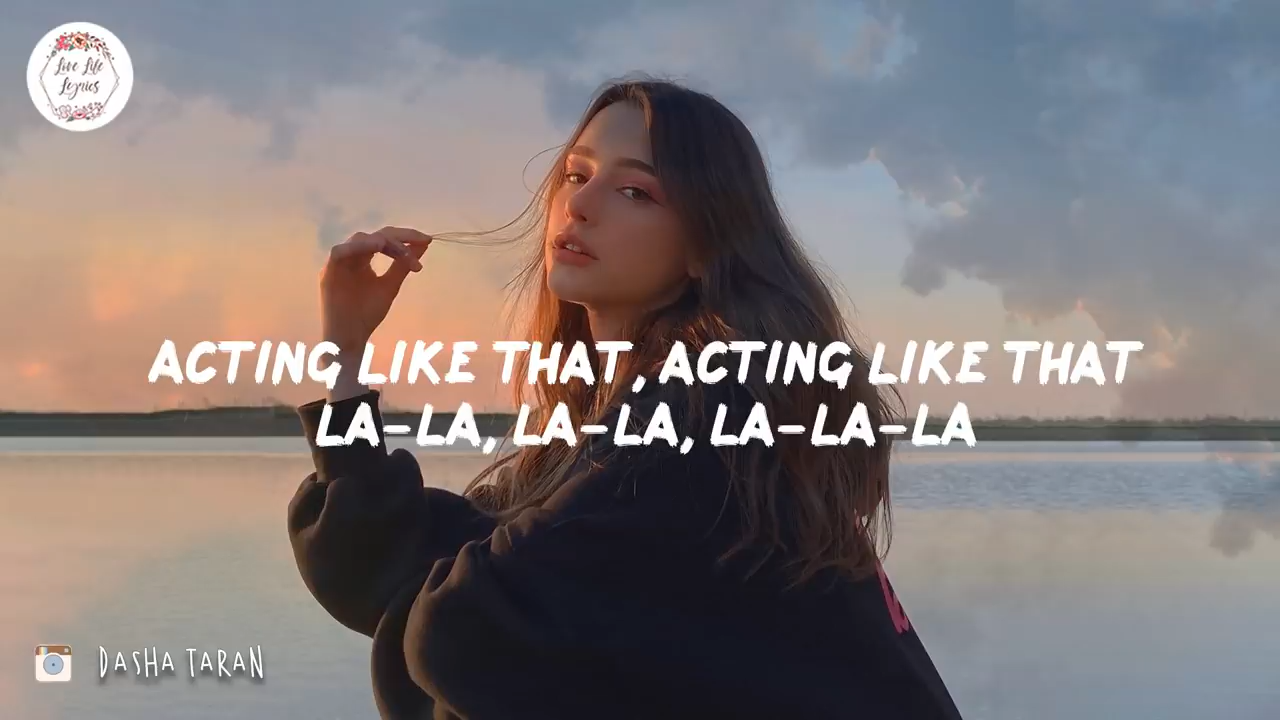 Live Life
Lyrics
ACTING LIKE THAT, ACTING LIKE THAT
LA-LA, LA-LA, LA-LA-LA
DASHA TARAN